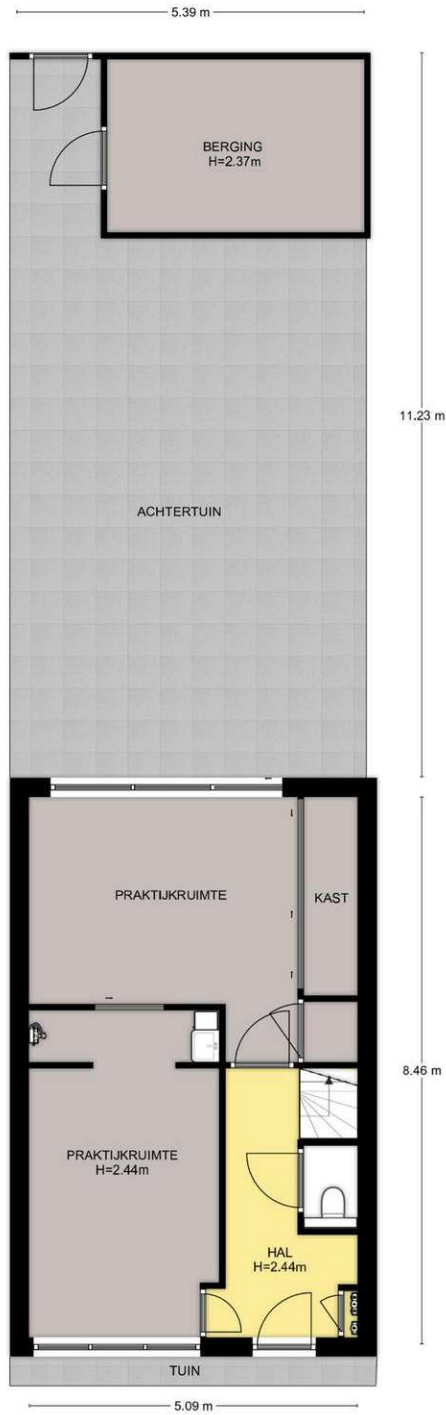 5.39 m
BERGING
H=2.37m
11.23 m
ACHTERTUIN
PRAKTIJKRUIMTE
KAST
8.46 m
PRAKTIJKRUIMTE
H=2.44m
HAL
H=2.44m
TUIN
5.09 m